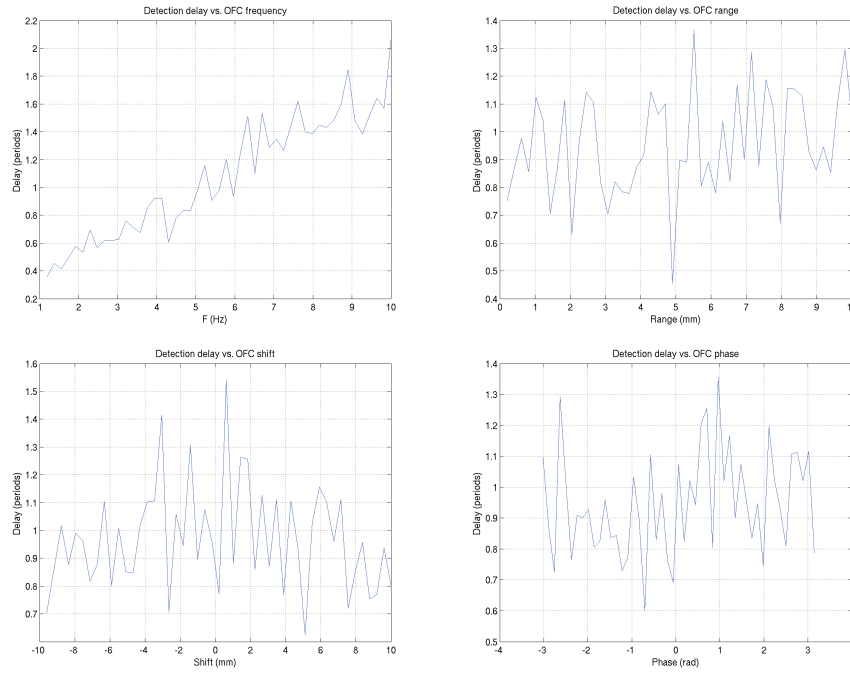 Detection delay vs. OFC frequency
2.2
2
1.8
1.6
1.4
1.2
1
0.8
0.6
0.4
0.2
Delay (periods)
1 2 3 4 5 6 7 8 9 10
F (Hz)
Detection delay vs. OFC range
1.4
1.3
1.2
1.1
1
0.9
0.8
0.7
0.6
0.5
0.4
Delay (periods)
0 1 2 3 4 5 6 7 8 9
Range (mm)
Detection delay vs. OFC shift
1.6
1.5
1.4
1.3
1.2
1.1
1
0.9
0.8
0.7
0.6
Delay (periods)
-10 -8 -6 -4 -2 0 2 4 6 8 10
Shift (mm)
Detection delay vs. OFC phase
1.4
1.3
1.2
1.1
1
0.9
0.8
0.7
0.6
0.5
Delay (periods)
-4 -3 -2 -1 0 1 2 3
Phase (rad)